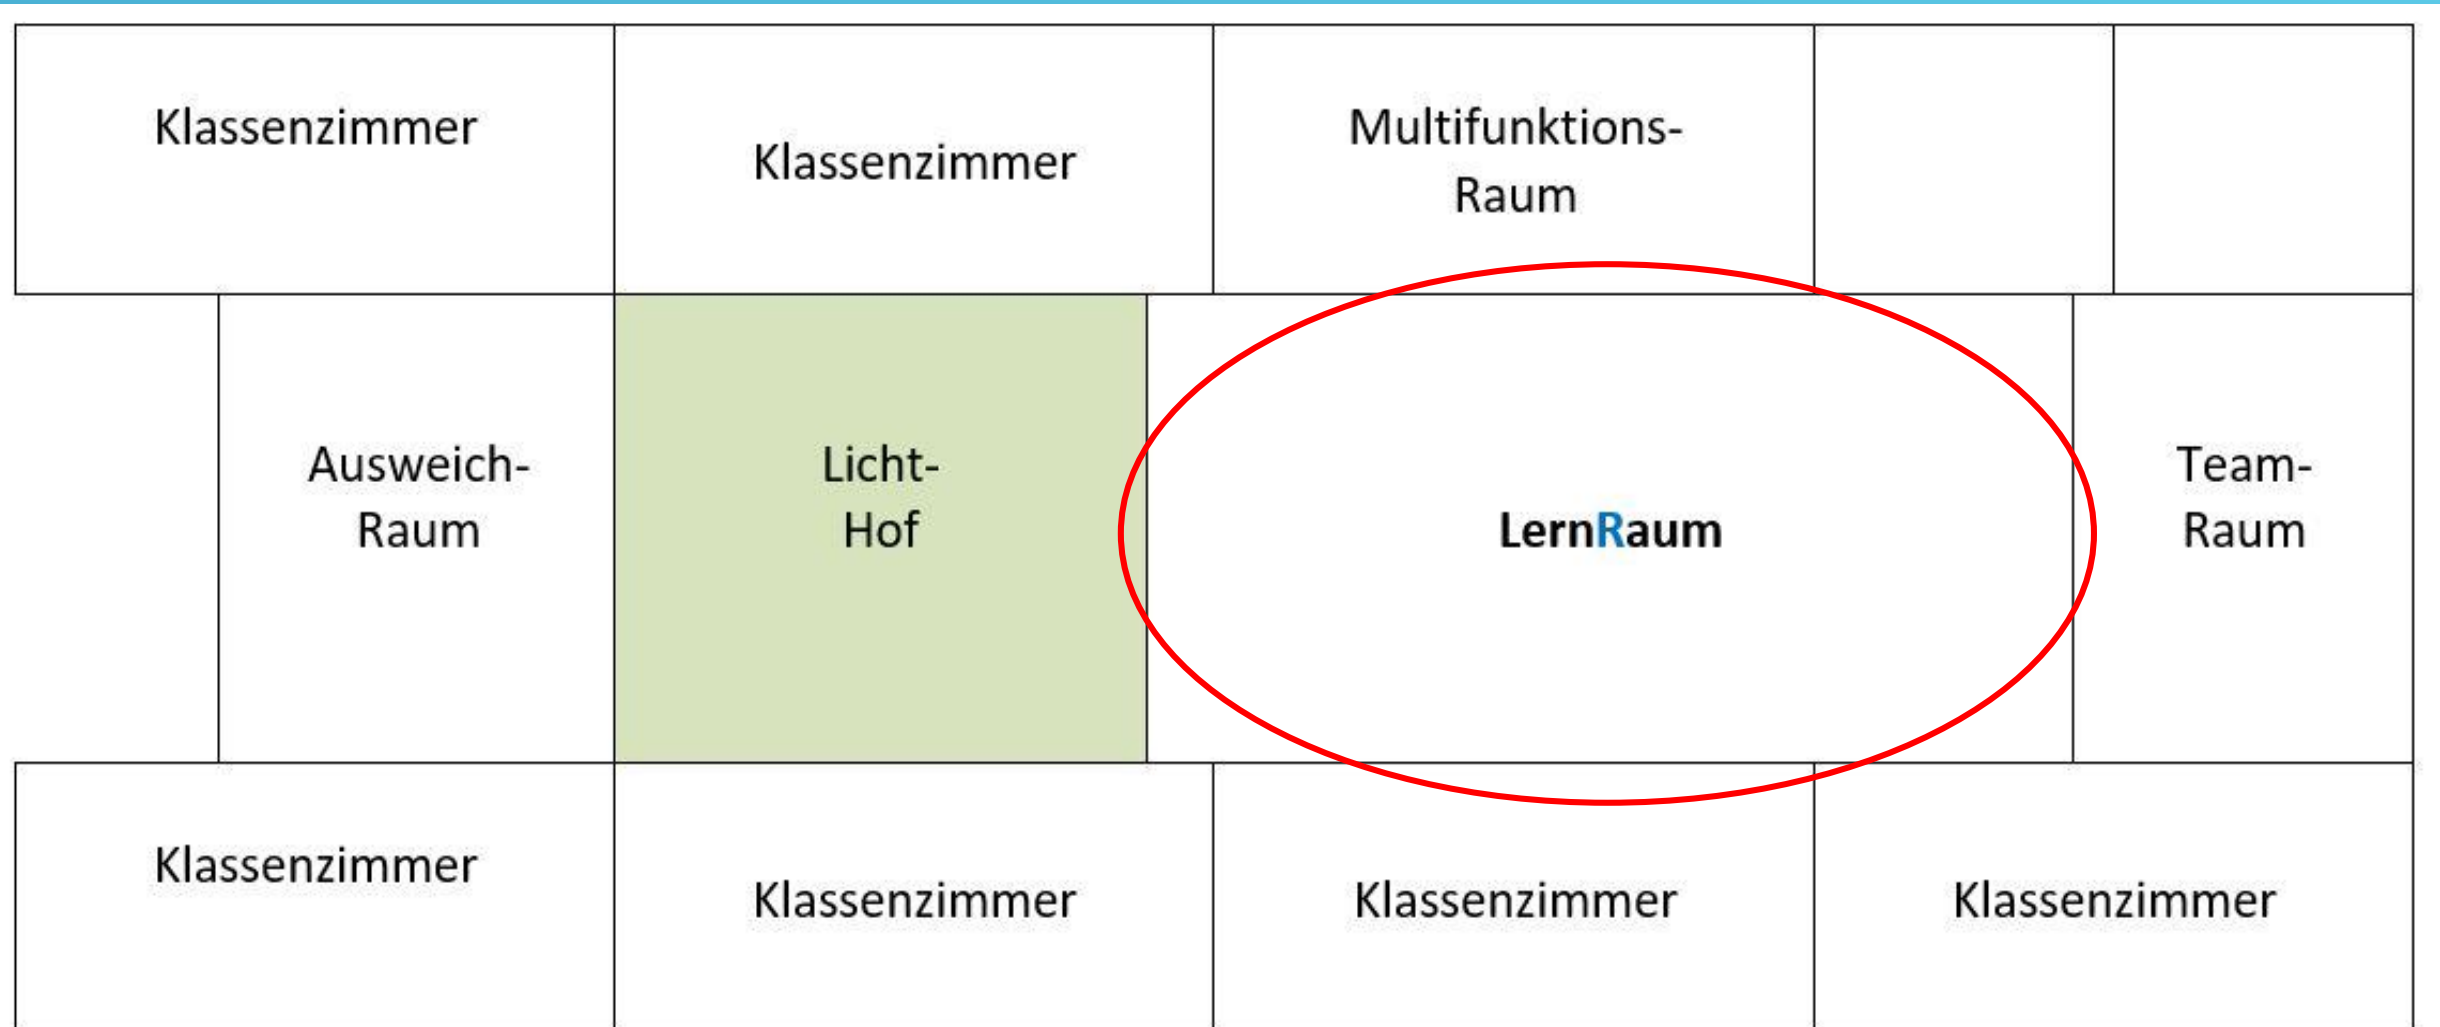 Klassenzimmer
Klassenzimmer
Multifunktions-
Raum
Ausweich-
Raum
Licht-
Hof
LernRaum
Team-
Raum
Klassenzimmer
Klassenzimmer
Klassenzimmer
Klassenzimmer